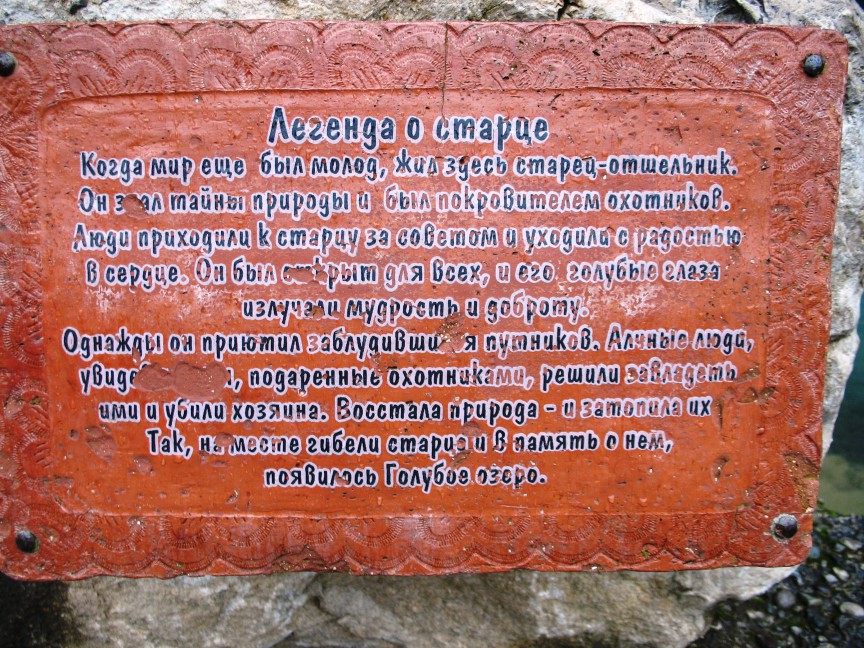 Легенда о старце
Когда мир еще был молод, жил здесь старец-отшельник.
Он знал тайны природы и был покровителем охотников.
Люди приходили к старцу за советом и уходили с радостью
в сердце. Он был открыт для всех, и его голубые глаза
излучали мудрость и доброту.
Однажды он приютил заблудившихся путников. Алчные люди,
подаренные охотниками, решили завладеть
ими и убили хозяина. Восстала природа - и затопила их
Так, на месте гибели старца и в память о нем,
появилось Голубое озеро.